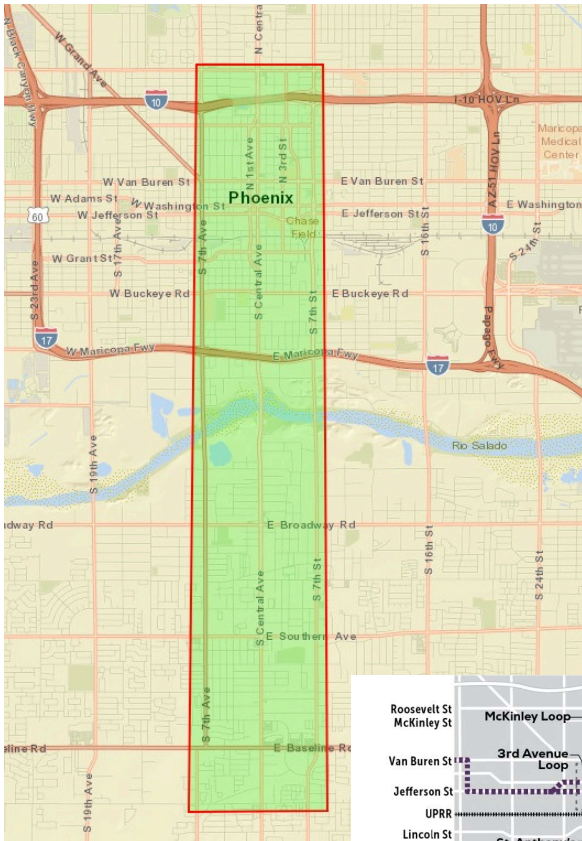 N Black Canyon Hwy
W Grand Ave
N Centra
10
I-10 HOV Ln
Maricopa
Medical
Center
AZ 51 HOV Ln
N 1st Ave
N 3rd St
W Van Buren St
E Van Buren St
W Adams St
Phoenix
W Washington St
E Washington
W Jefferson St
E Jefferson St
60
Chase
Field
10
S 17th Ave
S 7th Ave
S 16th St
S 24th St
W Grant St
S 23rd Ave
S Central Ave
S 7th St
W Buckeye Rd
E Buckeye Rd
Papago Fwy
17
W Maricopa Fwy
E Maricopa Fwy
17
Rio Salado
S 19th Ave
adway Rd
E Broadway Rd
S 16th St
S 24th St
S Central Ave
S 7th St
E Southern Ave
S 7th Ave
eline Rd
E Baseline Rd
S 19th Ave
Roosevelt St
McKinley St
McKinley Loop
Van Buren St
3rd Avenue
Loop
Jefferson St
UPRR
Lincoln St